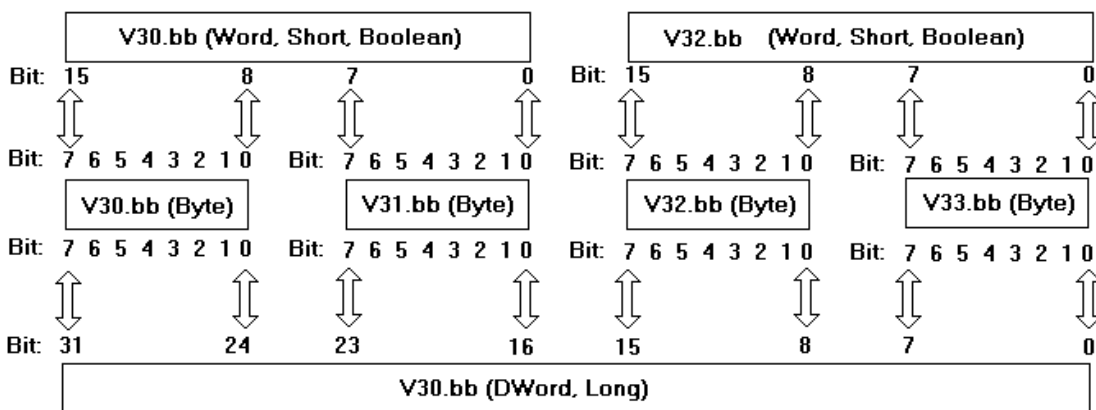 V30.bb (Word, Short, Boolean) V32.bb (Word, Short, Boolean)
Bit: 15 8 7 0 15 8 7 0
Bit: 7 6 5 4 3 2 1 0 Bit: 7 6 5 4 3 2 1 0 Bit: 7 6 5 4 3 2 1 0 Bit: 7 6 5 4 3 2 1 0
V30.bb (Byte) V31.bb (Byte) V32.bb (Byte) V33.bb (Byte)
Bit: 7 6 5 4 3 2 1 0 Bit: 7 6 5 4 3 2 1 0 Bit: 7 6 5 4 3 2 1 0 Bit: 7 6 5 4 3 2 1 0
Bit: 31 24 23 16 15 8 7 0
V30.bb (DWord, Long)